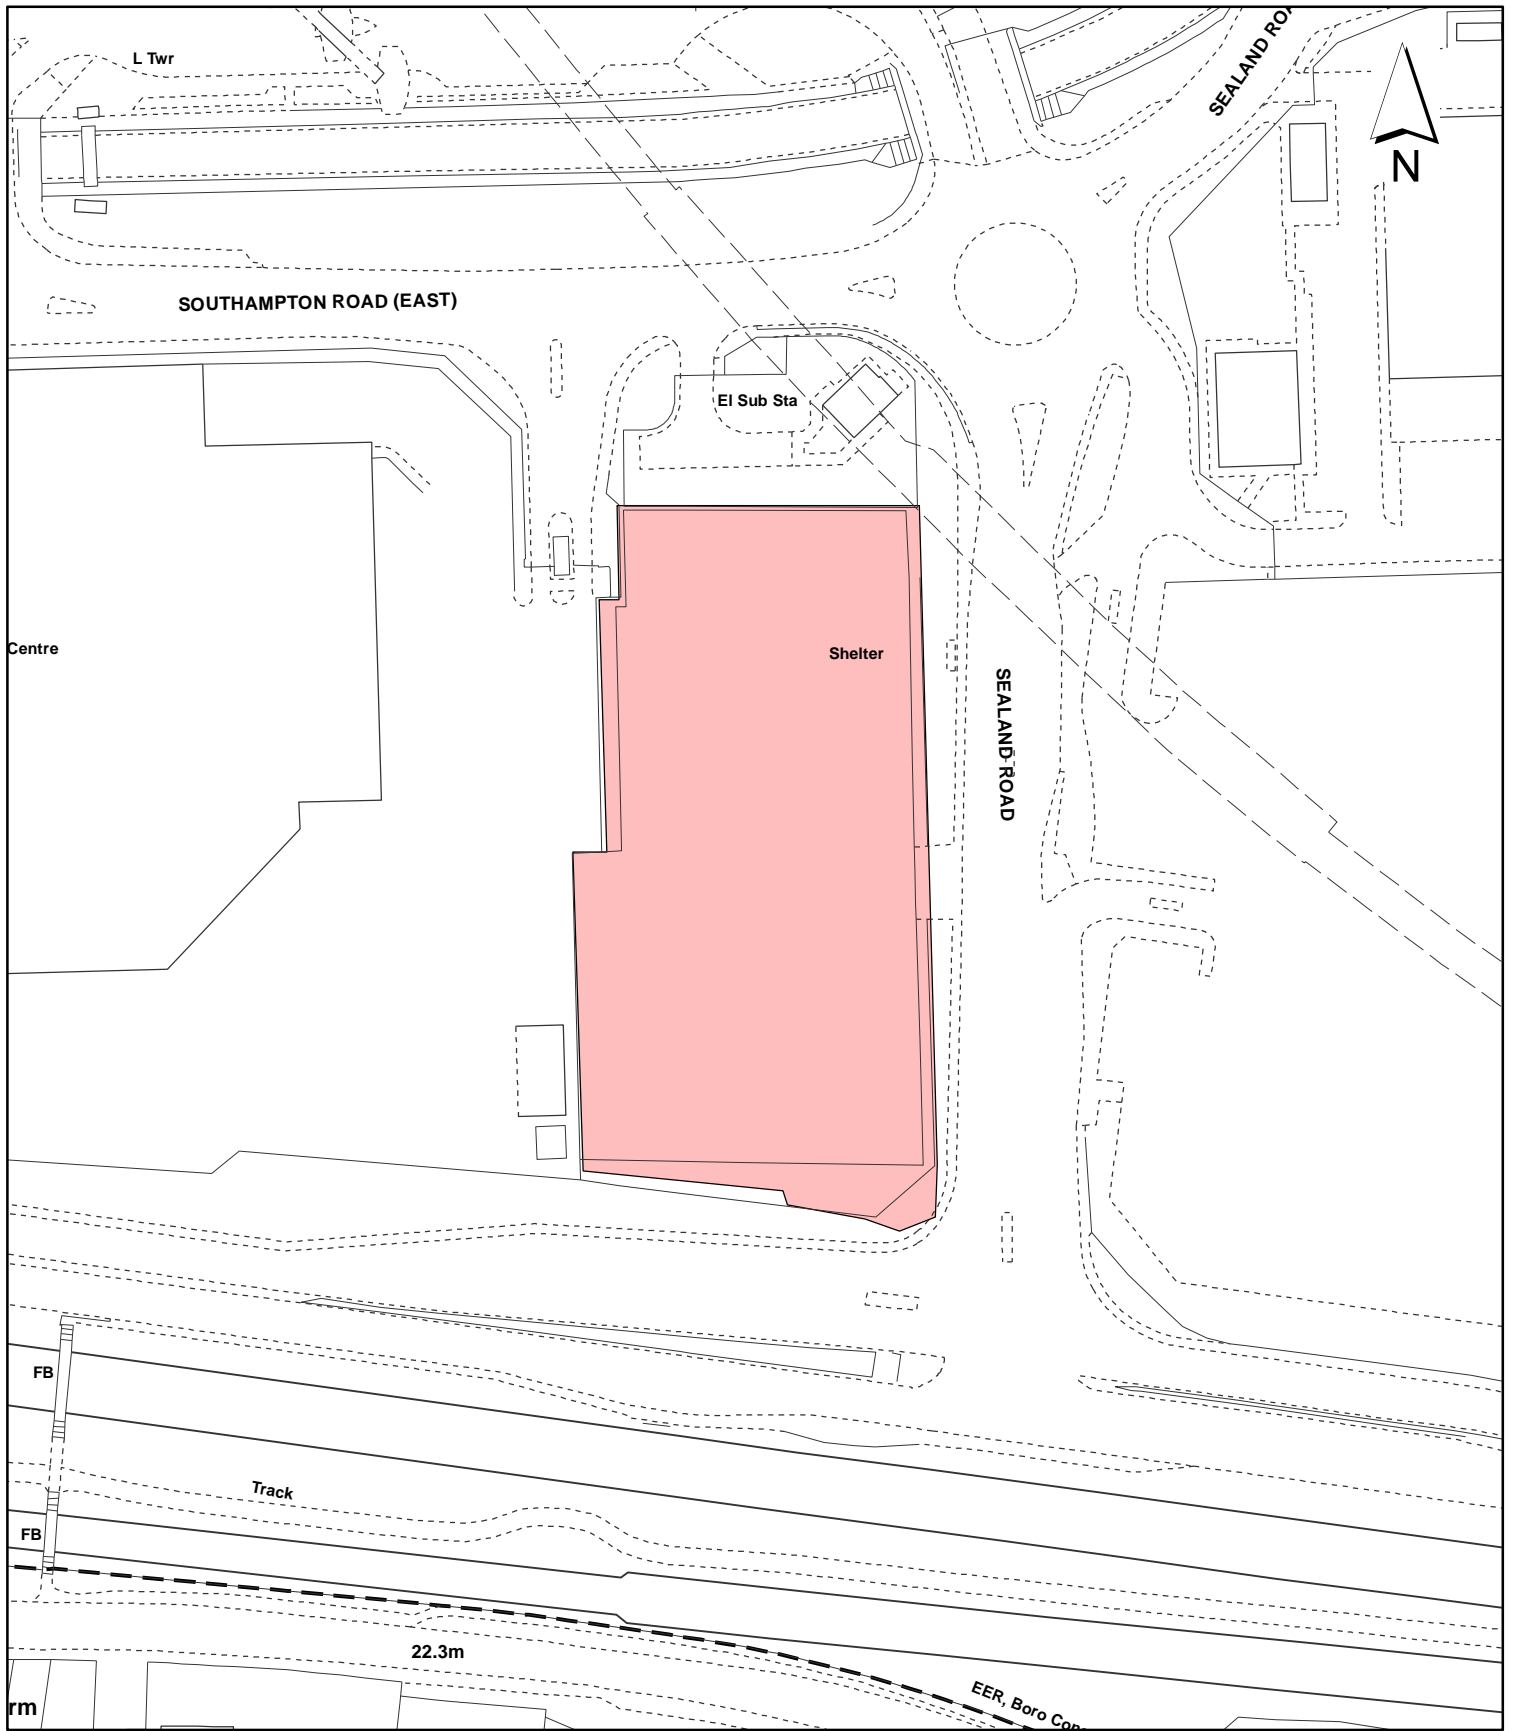 L Twr
SEALAND ROA
N
SOUTHAMPTON ROAD (EAST)
El Sub Sta
Centre
Shelter
SEALAND ROAD
FB
Track
FB
22.3m
EER, Boro Con
rm